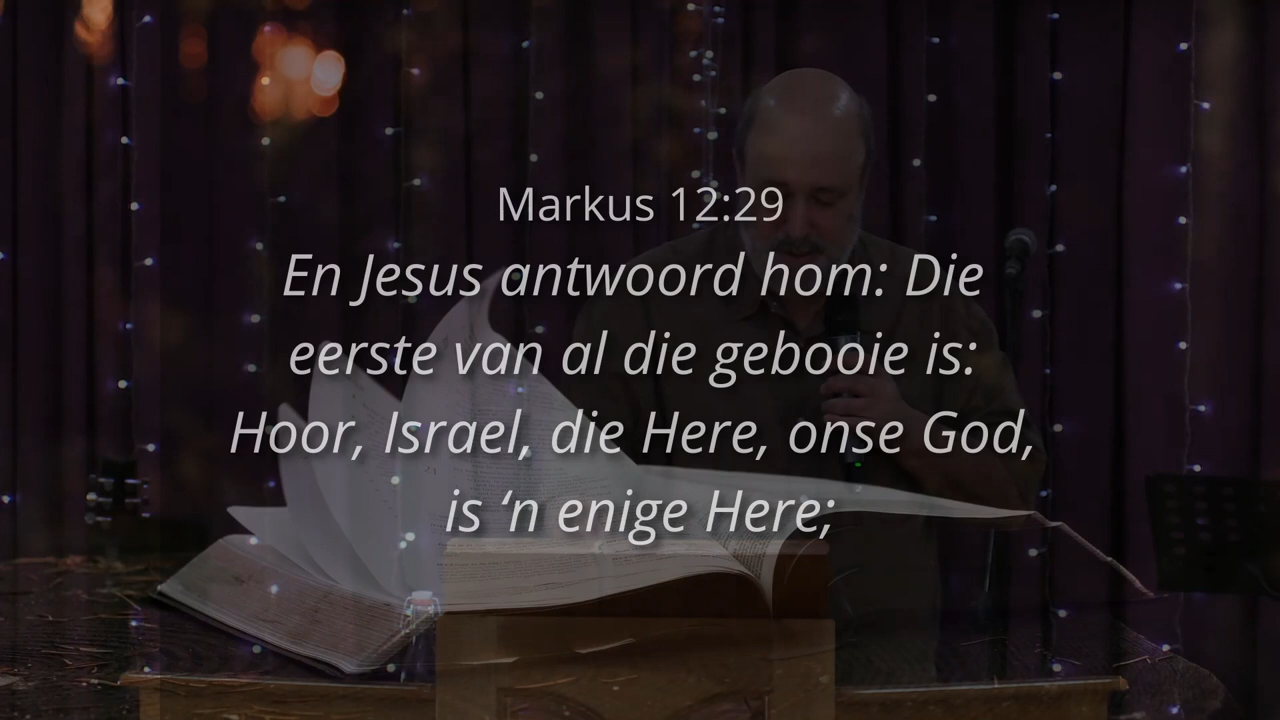 Markus 12:29
En Jesus antwoord hom: Die
eerste van al die gebooie is:
Hoor, Israel, die Here, onse God,
is ‘n enige Here;